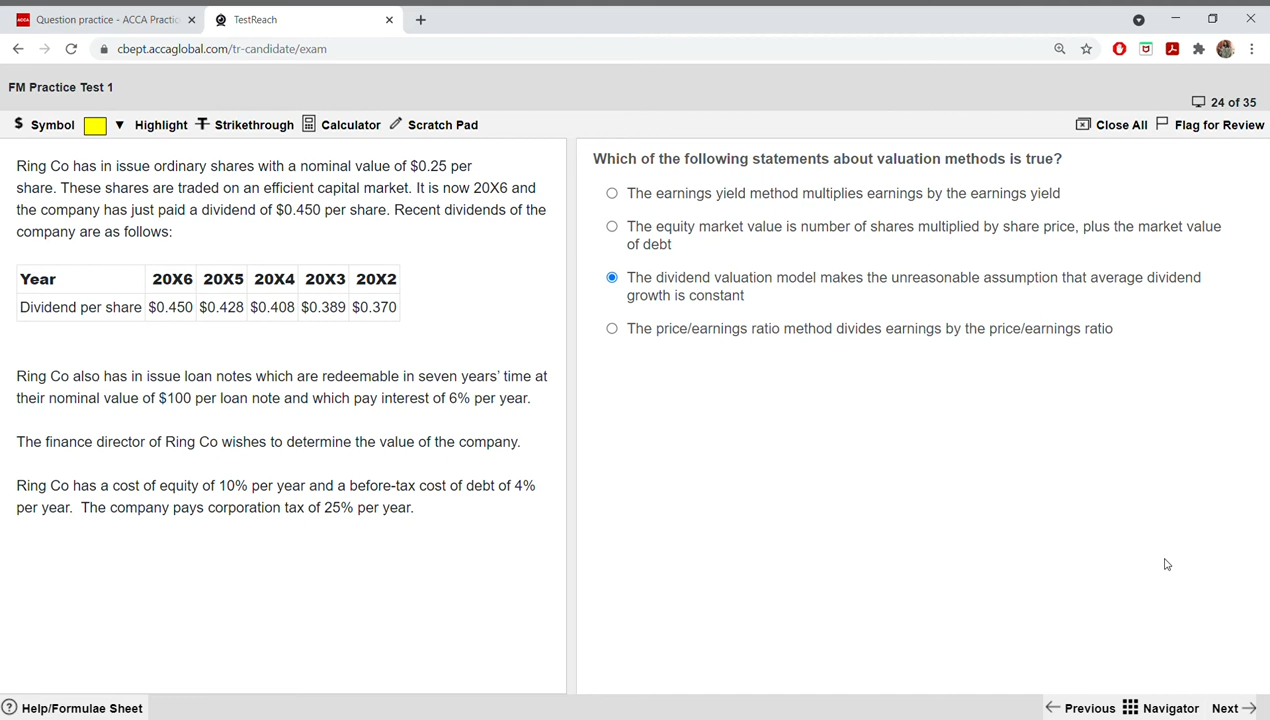 Question practice - ACCA Practic
TestReach
cbept.accaglobal.com/tr-candidate/exam
FM Practice Test 1
24 of 35
$ Symbol Highlight Strikethrough Calculator Scratch Pad Close All Flag for Review
Ring Co has in issue ordinary shares with a nominal value of $0.25 per
share. These shares are traded on an efficient capital market. It is now 20X6 and
the company has just paid a dividend of $0.450 per share. Recent dividends of the
company are as follows:
Year 20X6 20X5 20X4 20X3 20X2
Dividend per share $0.450 $0.428 $0.408 $0.389 $0.370
Ring Co also has in issue loan notes which are redeemable in seven years' time at
their nominal value of $100 per loan note and which pay interest of 6% per year.
The finance director of Ring Co wishes to determine the value of the company.
Ring Co has a cost of equity of 10% per year and a before-tax cost of debt of 4%
per year. The company pays corporation tax of 25% per year.
Which of the following statements about valuation methods is true?
The earnings yield method multiplies earnings by the earnings yield
The equity market value is number of shares multiplied by share price, plus the market value
of debt
The dividend valuation model makes the unreasonable assumption that average dividend
growth is constant
The price/earnings ratio method divides earnings by the price/earnings ratio
Help/Formulae Sheet
Previous Navigator Next